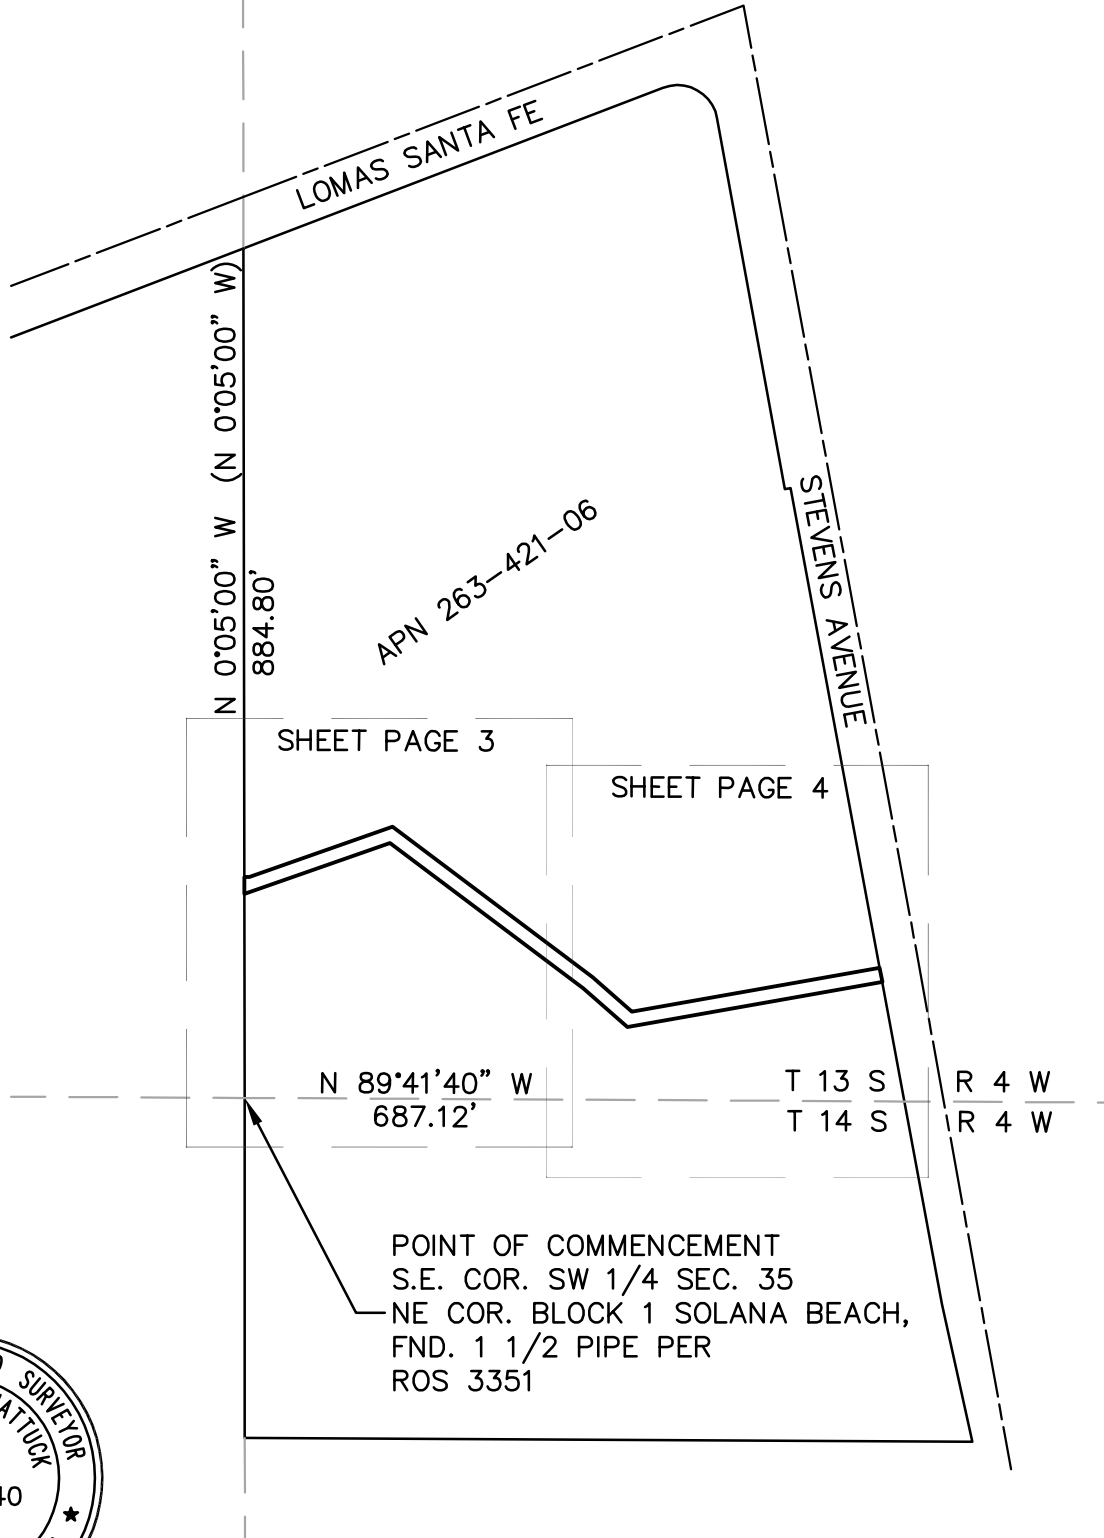 LOMAS SANTA FE
N 0°05'00" W (N 0°05'00" W)
884.80'
APN 263-421-06
STEVENS AVENUE
SHEET PAGE 3
SHEET PAGE 4
N 89°41'40" W
687.12'
T 13 S R 4 W
T 14 S R 4 W
POINT OF COMMENCEMENT
S.E. COR. SW 1/4 SEC. 35
NE COR. BLOCK 1 SOLANA BEACH,
FND. 1 1/2 PIPE PER
ROS 3351
SURVEYOR